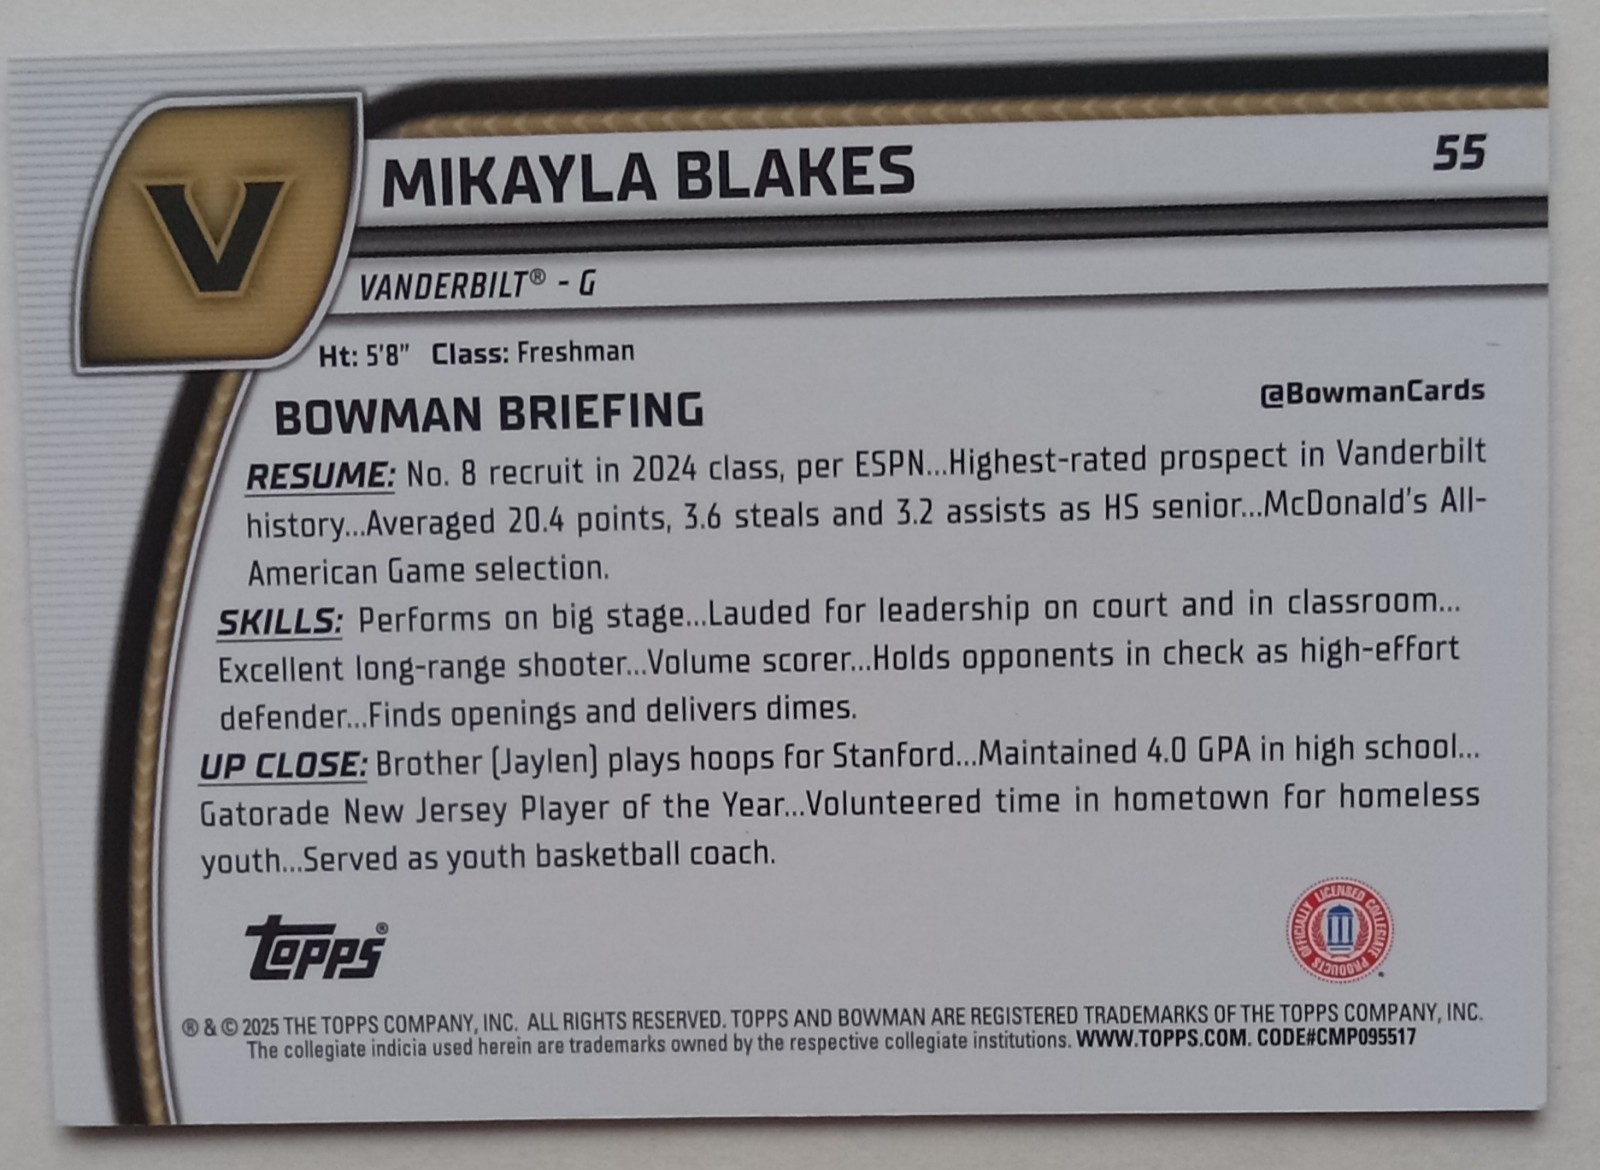 V
MIKAYLA BLAKES
55
VANDERBILT® - G
Ht: 5'8" Class: Freshman
@BowmanCards
BOWMAN BRIEFING
RESUME: No. 8 recruit in 2024 class, per ESPN...Highest-rated prospect in Vanderbilt
history...Averaged 20.4 points, 3.6 steals and 3.2 assists as HS senior...McDonald's All-
American Game selection.
SKILLS: Performs on big stage...Lauded for leadership on court and in classroom...
Excellent long-range shooter...Volume scorer...Holds opponents in check as high-effort
defender...Finds openings and delivers dimes.
UP CLOSE: Brother (Jaylen) plays hoops for Stanford...Maintained 4.0 GPA in high school...
Gatorade New Jersey Player of the Year...Volunteered time in hometown for homeless
youth...Served as youth basketball coach.
topps®
OFFICIALLY LICENSED COLLEGIATE PRODUCTS
® & © 2025 THE TOPPS COMPANY, INC. ALL RIGHTS RESERVED. TOPPS AND BOWMAN ARE REGISTERED TRADEMARKS OF THE TOPPS COMPANY, INC.
The collegiate indicia used herein are trademarks owned by the respective collegiate institutions. WWW.TOPPS.COM. CODE#CMP095517